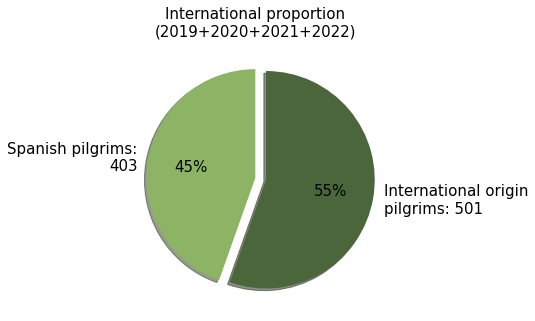 International proportion
(2019+2020+2021+2022)
Spanish pilgrims:
403
45%
55%
International origin
pilgrims: 501